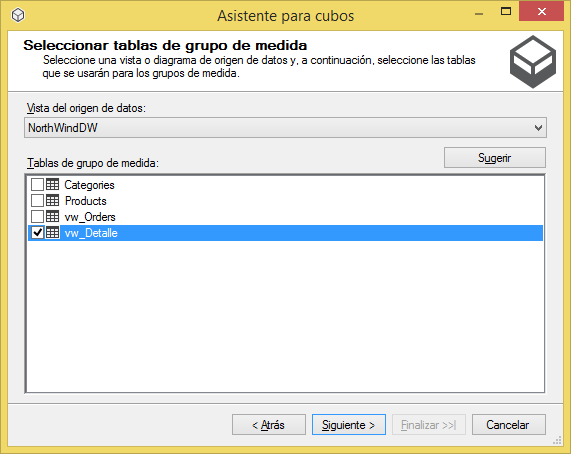 Asistente para cubos
Seleccionar tablas de grupo de medida
Seleccione una vista o diagrama de origen de datos y, a continuación, seleccione las tablas
que se usarán para los grupos de medida.
Vista del origen de datos:
NorthWindDW
Sugerir
Tablas de grupo de medida:
Categories
Products
vw_Orders
vw_Detalle
< Atrás
Siguiente >
Finalizar >>|
Cancelar